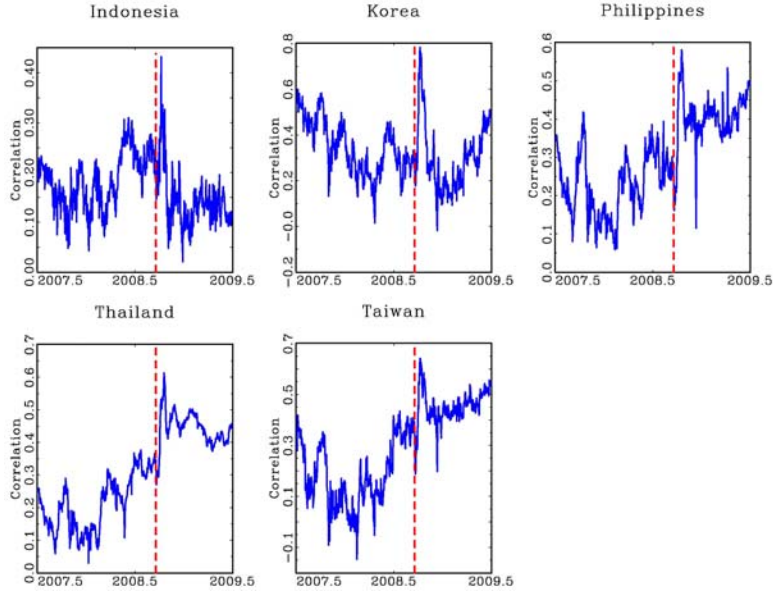 Indonesia
Korea
Philippines
Correlation
0.00 0.10 0.20 0.30 0.40
2007.5 2008.5 2009.5
Correlation
−0.2 −0.0 0.2 0.4 0.6 0.8
2007.5 2008.5 2009.5
Correlation
0.0 0.1 0.2 0.3 0.4 0.5 0.6
2007.5 2008.5 2009.5
Thailand
Taiwan
Correlation
0.0 0.1 0.2 0.3 0.4 0.5 0.6 0.7
2007.5 2008.5 2009.5
Correlation
−0.1 0.1 0.3 0.5 0.7
2007.5 2008.5 2009.5